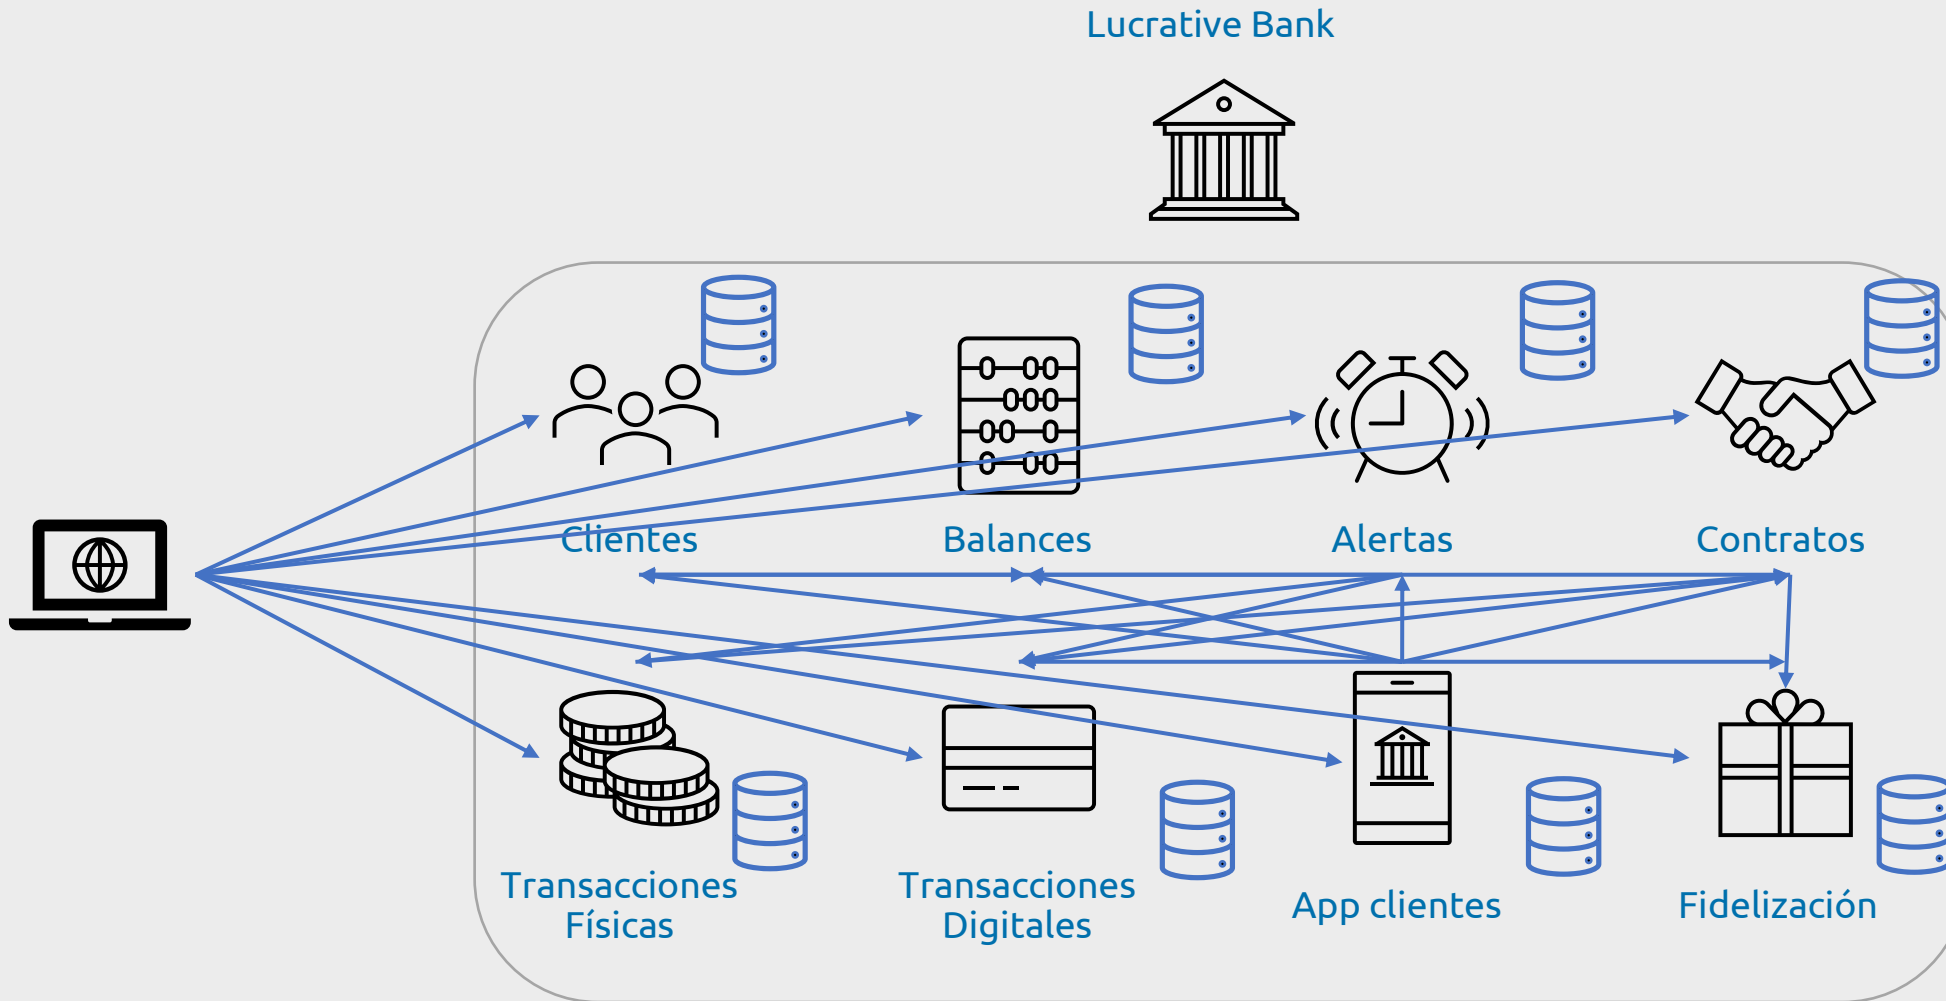 Lucrative Bank
Clientes
Balances
Alertas
Contratos
Transacciones
Físicas
Transacciones
Digitales
App clientes
Fidelización